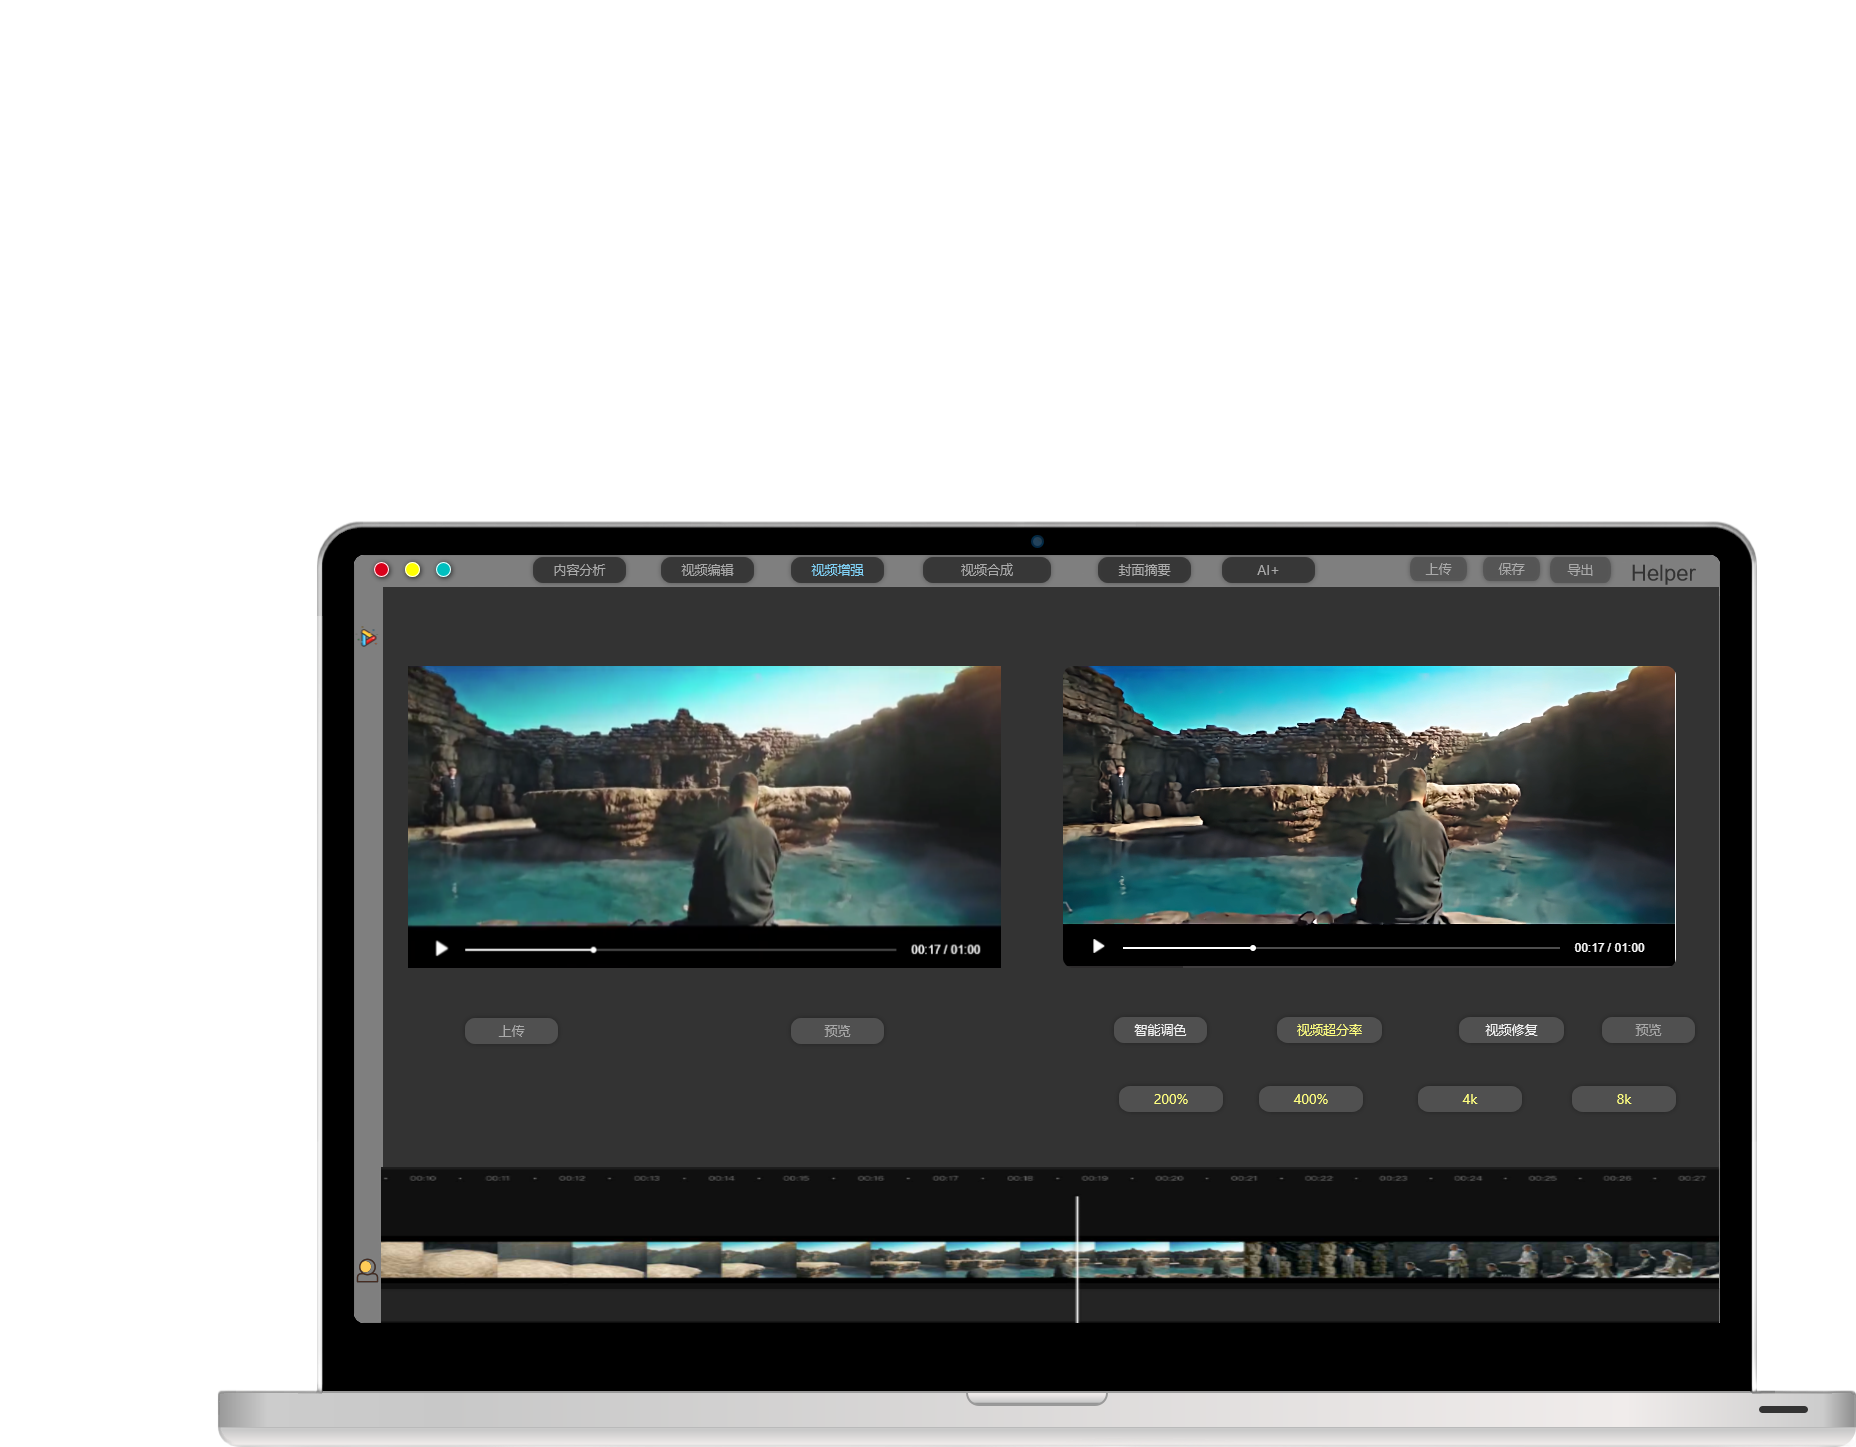 内容分析 视频编辑 视频增强 视频合成 封面摘要 AI+ 上传 保存 导出 Helper
00:17 / 01:00
00:17 / 01:00
上传 预览
智能调色 视频超分率 视频修复 预览
200% 400% 4k 8k
00:10 00:11 00:12 00:13 00:14 00:15 00:16 00:17 00:18 00:19 00:20 00:21 00:22 00:23 00:24 00:25 00:26 00:27